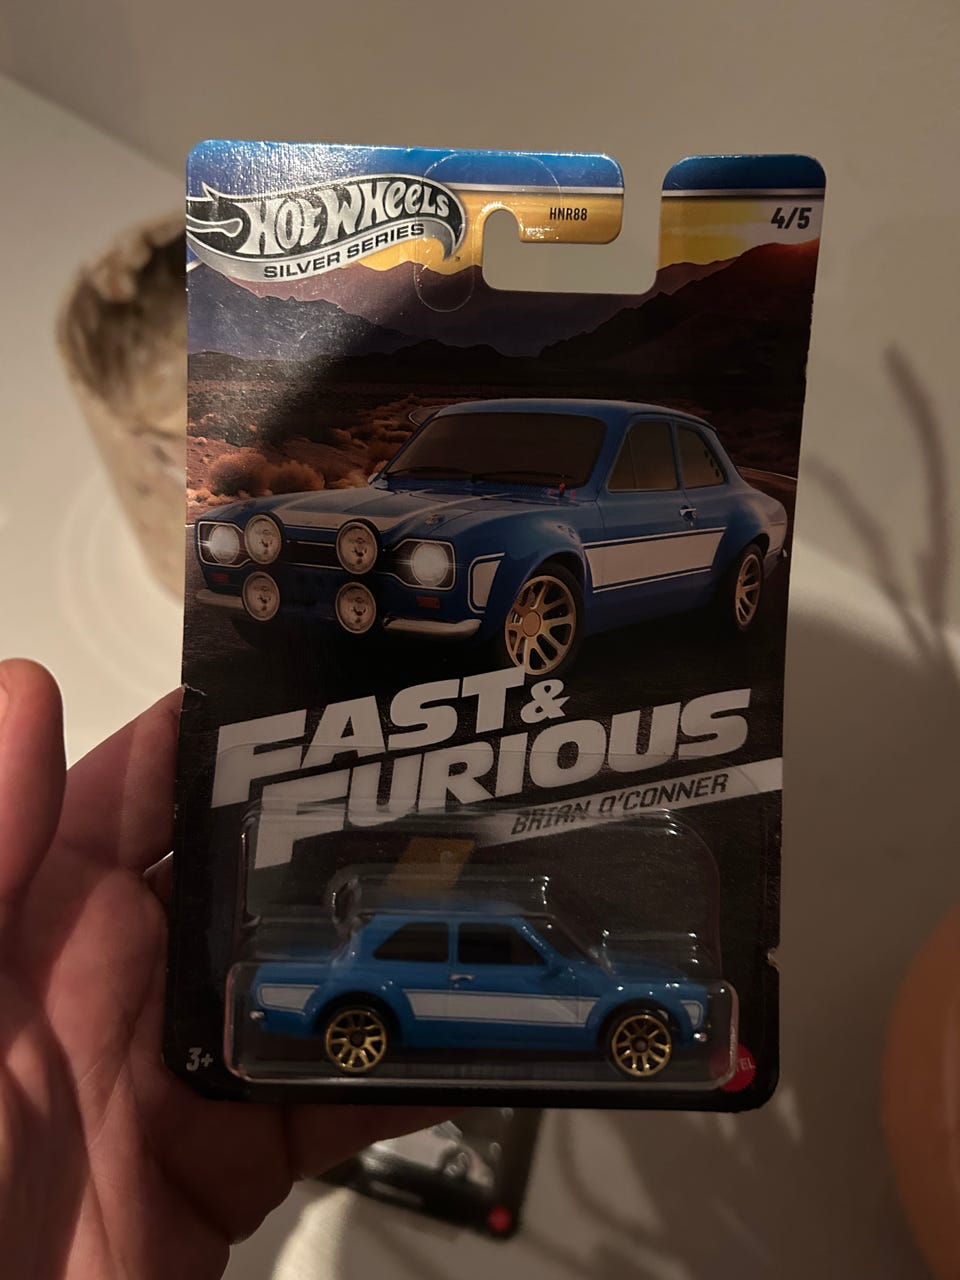 HOT WHEELS
SILVER SERIES
HNR88
4/5
FAST &
FURIOUS
BRIAN O'CONNER
3+